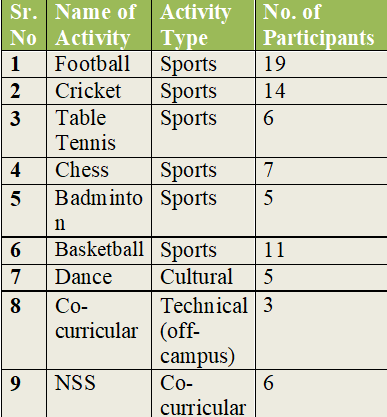 Sr. Name of Activity No. of
No Activity Type Participants
1 Football Sports 19
2 Cricket Sports 14
3 Table Sports 6
Tennis
4 Chess Sports 7
5 Badminto Sports 5
n
6 Basketball Sports 11
7 Dance Cultural 5
8 Co- Technical 3
curricular (off-
campus)
9 NSS Co- 6
curricular